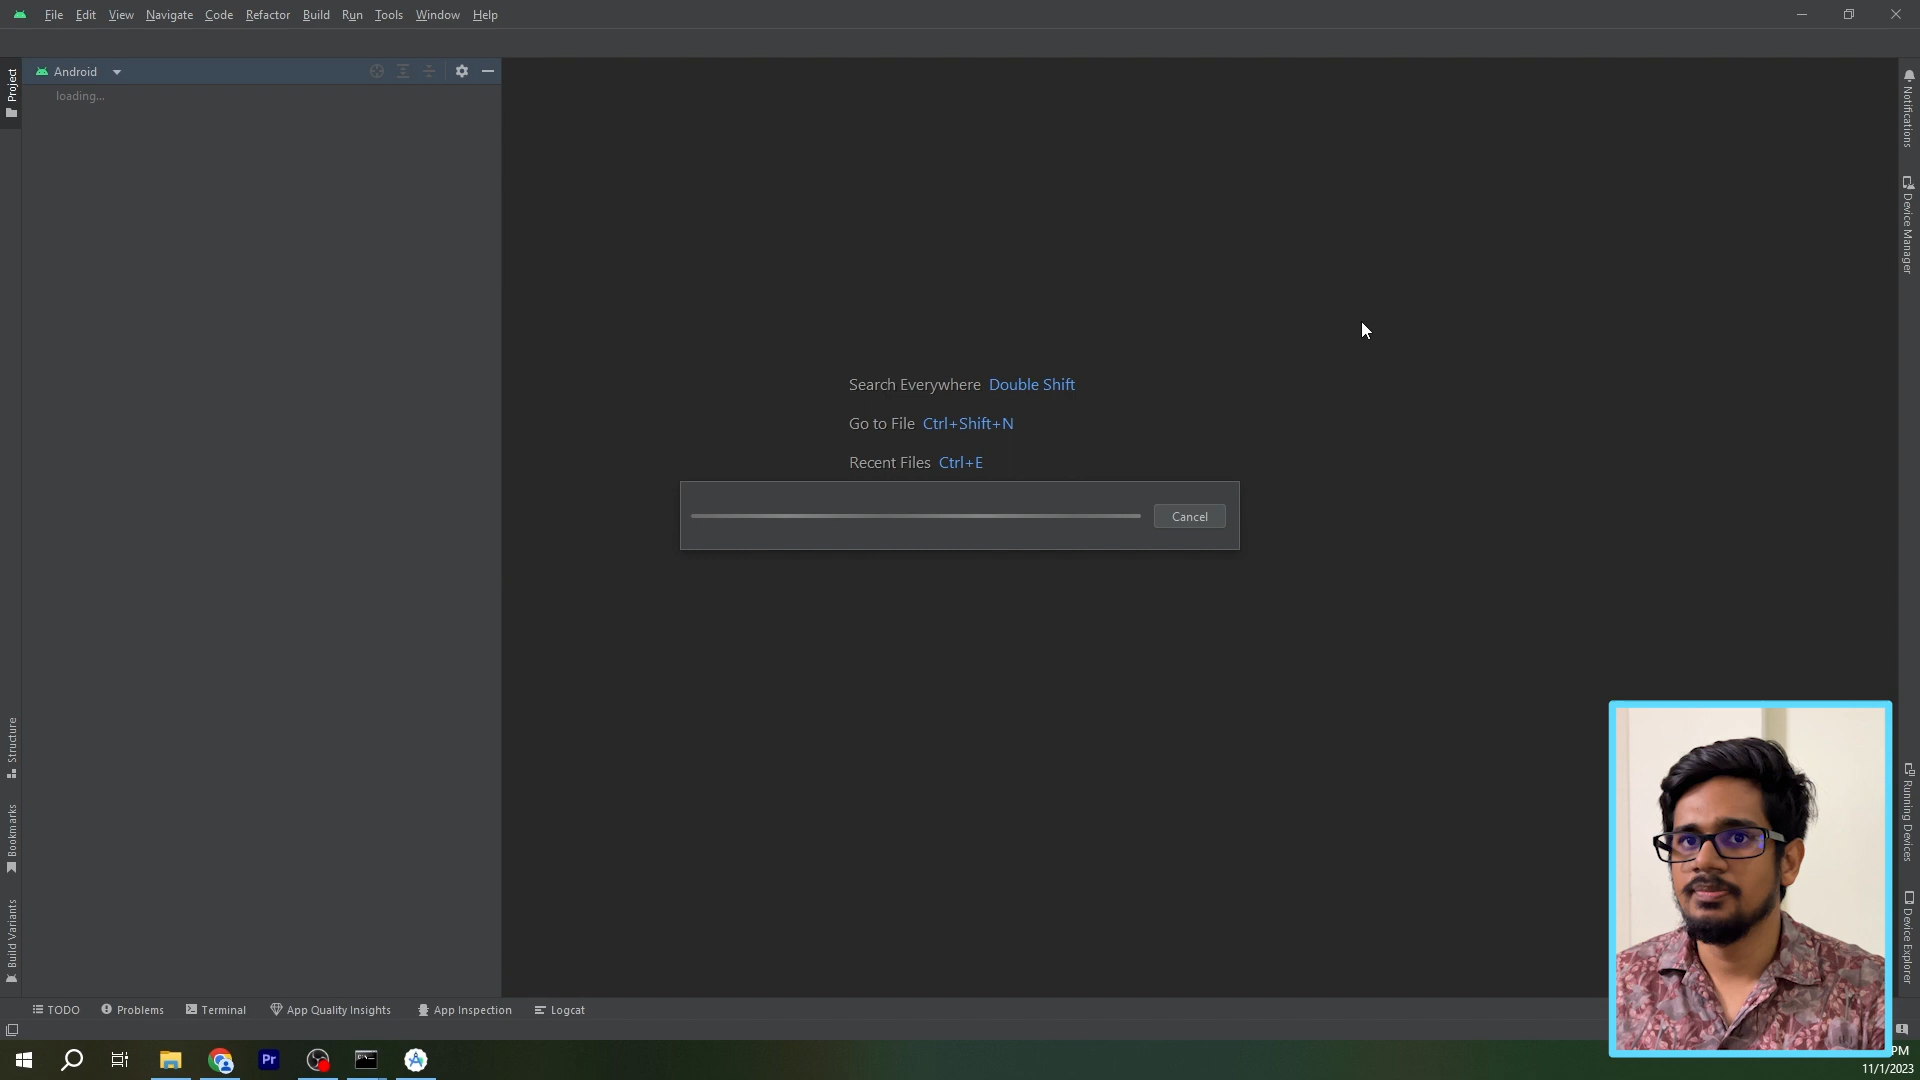 File Edit View Navigate Code Refactor Build Run Tools Window Help
Android
loading...
Project
Structure
Bookmarks
Build Variants
Search Everywhere Double Shift
Go to File Ctrl+Shift+N
Recent Files Ctrl+E
Cancel
Notifications
Device Manager
Running Devices
Device Explorer
TODO Problems Terminal App Quality Insights App Inspection Logcat
Pr
PM
11/1/2023